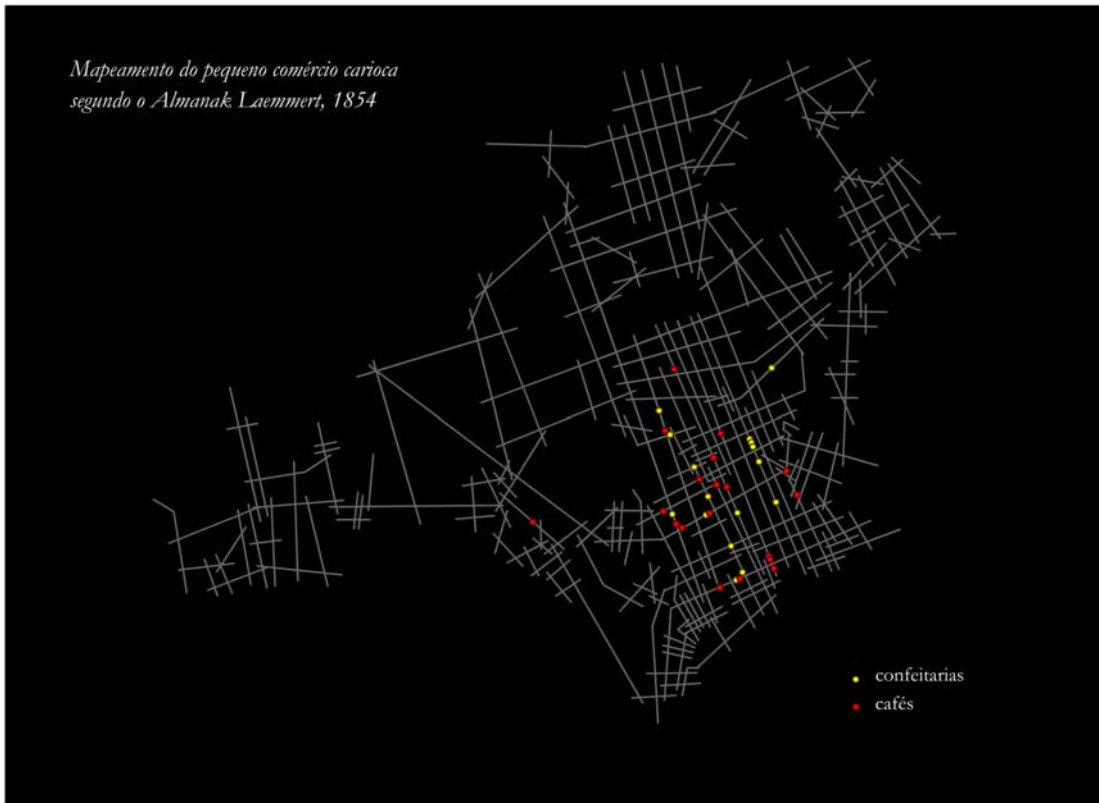 Mapeamento do pequeno comércio carioca
segundo o Almanak Laemmert, 1854
confeitarias
cafés